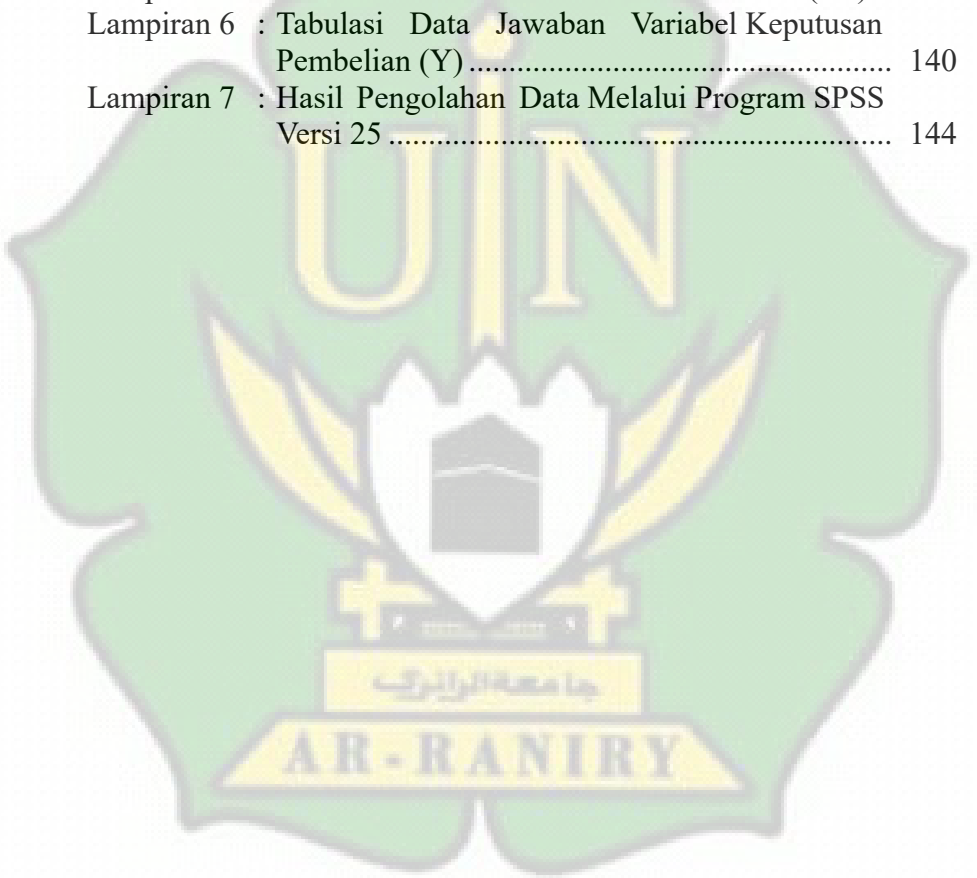 Lampiran 6 : Tabulasi Data Jawaban Variabel Keputusan
Pembelian (Y) .................................................... 140
Lampiran 7 : Hasil Pengolahan Data Melalui Program SPSS
Versi 25 .............................................................. 144
UIN
جامعة الرانري
AR-RANIRY